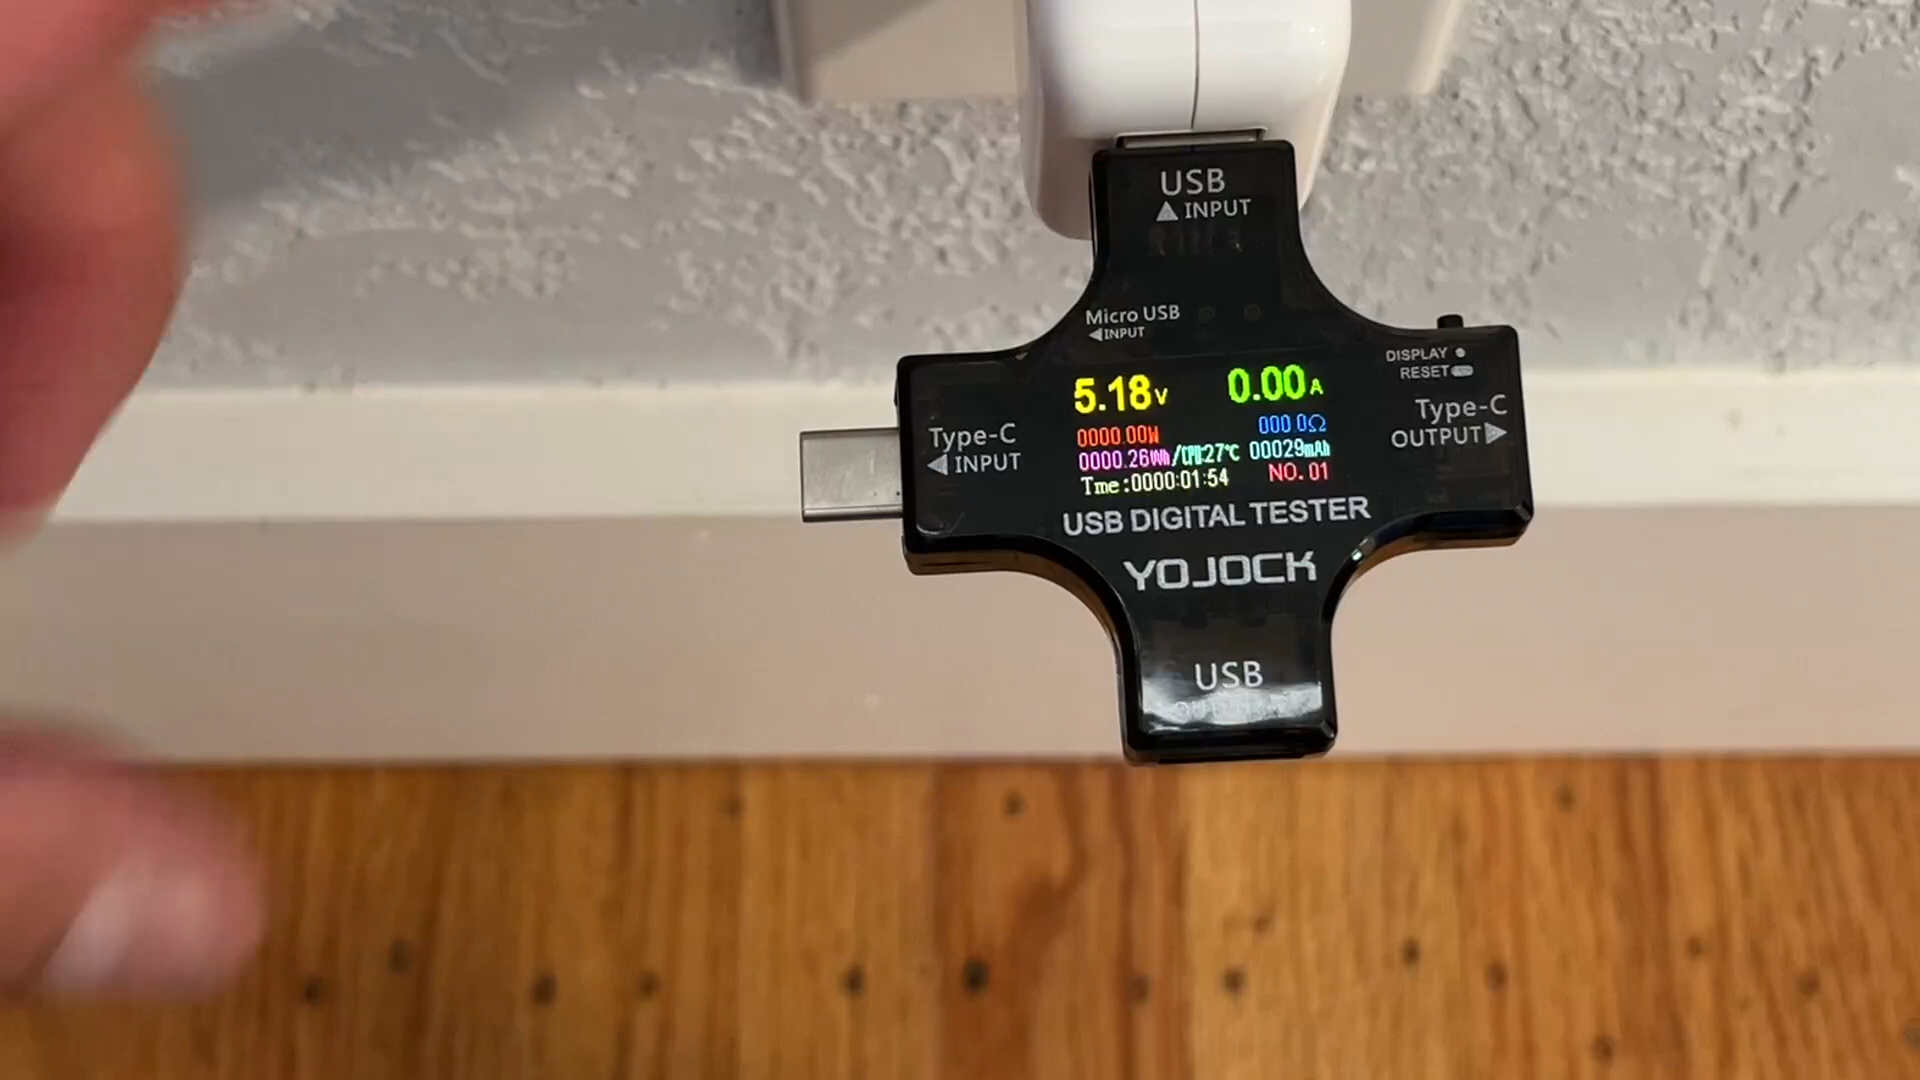 USB
▲ INPUT
Micro USB
◀INPUT
DISPLAY
RESET
Type-C
◀ INPUT
Type-C
OUTPUT▶
5.18V 0.00A
0000.00W 000.0Ω
0000.26Wh/CPU:27℃ 00029mAh
Tme:0000:01:54 NO.01
USB DIGITAL TESTER
YOJOCK
USB